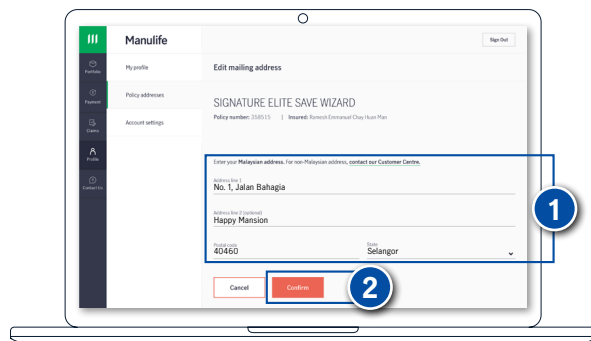 Manulife
Sign Out
Portfolio
Payment
Claims
Profile
Contact Us
My profile
Policy addresses
Account settings
Edit mailing address
SIGNATURE ELITE SAVE WIZARD
Policy number: 258515 | Insured: Ramesh Emmanuel Chay Huan Man
Enter your Malaysian address. For non-Malaysian address, contact our Customer Centre.
Address line 1
No. 1, Jalan Bahagia
Address line 2 (optional)
Happy Mansion
Postal code
40460
State
Selangor
1
Cancel
Confirm
2